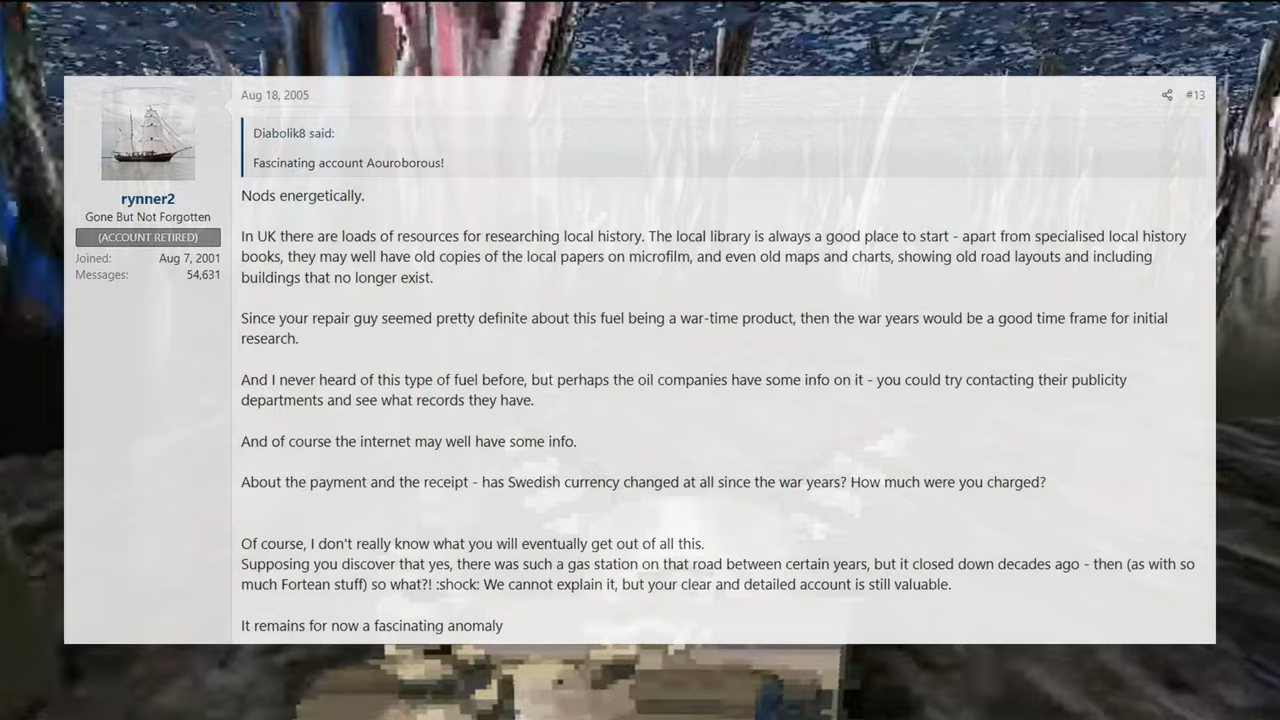 Aug 18, 2005
#13
Diabolik8 said:
Fascinating account Aouroborous!
rynner2
Gone But Not Forgotten
(ACCOUNT RETIRED)
Joined: Aug 7, 2001
Messages: 54,631
Nods energetically.
In UK there are loads of resources for researching local history. The local library is always a good place to start - apart from specialised local history
books, they may well have old copies of the local papers on microfilm, and even old maps and charts, showing old road layouts and including
buildings that no longer exist.
Since your repair guy seemed pretty definite about this fuel being a war-time product, then the war years would be a good time frame for initial
research.
And I never heard of this type of fuel before, but perhaps the oil companies have some info on it - you could try contacting their publicity
departments and see what records they have.
And of course the internet may well have some info.
About the payment and the receipt - has Swedish currency changed at all since the war years? How much were you charged?
Of course, I don't really know what you will eventually get out of all this.
Supposing you discover that yes, there was such a gas station on that road between certain years, but it closed down decades ago - then (as with so
much Fortean stuff) so what?! :shock: We cannot explain it, but your clear and detailed account is still valuable.
It remains for now a fascinating anomaly